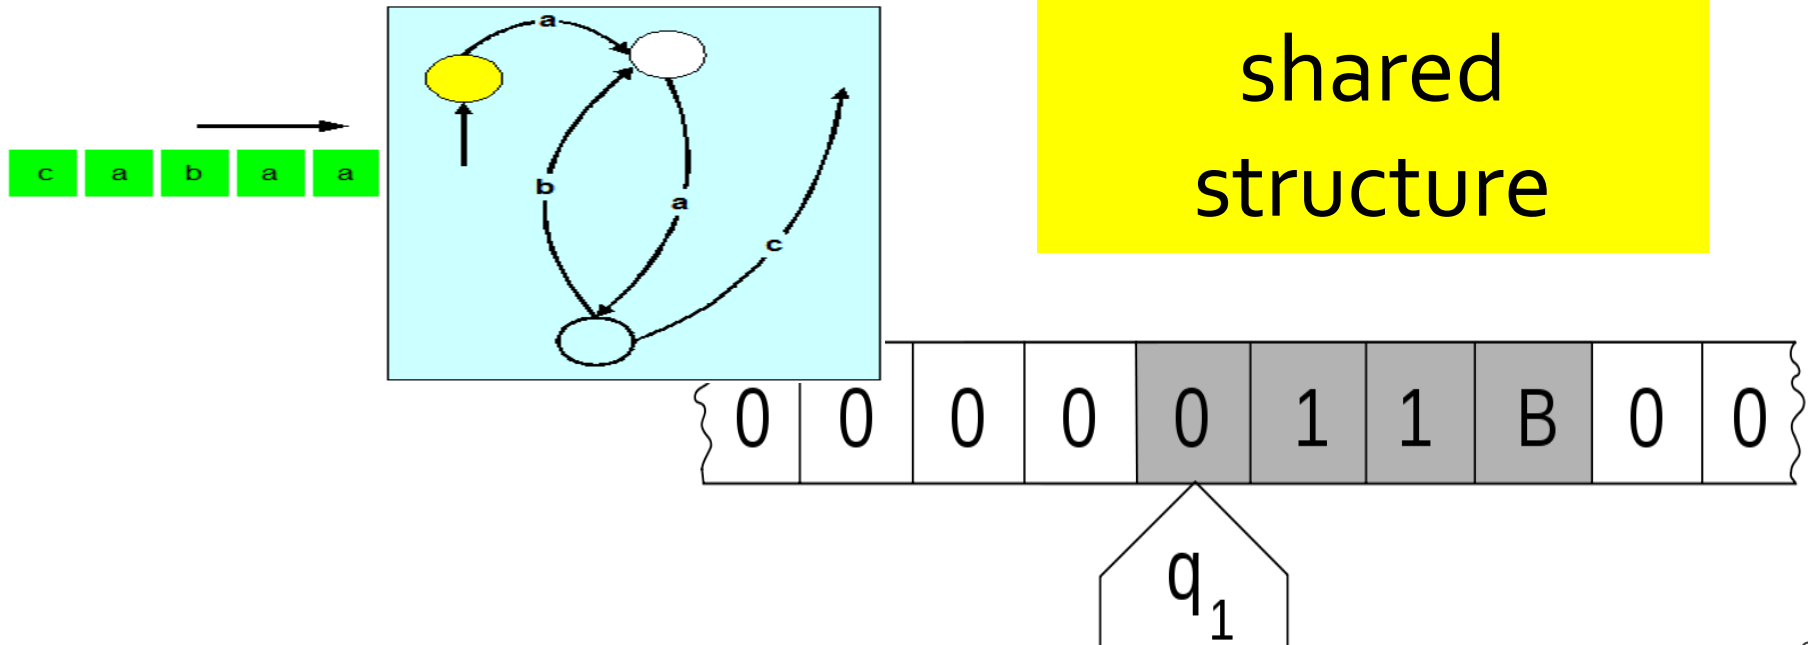 a
shared
structure
c a b a a
b
a
c
0 0 0 0 0 1 1 B 0 0
q1